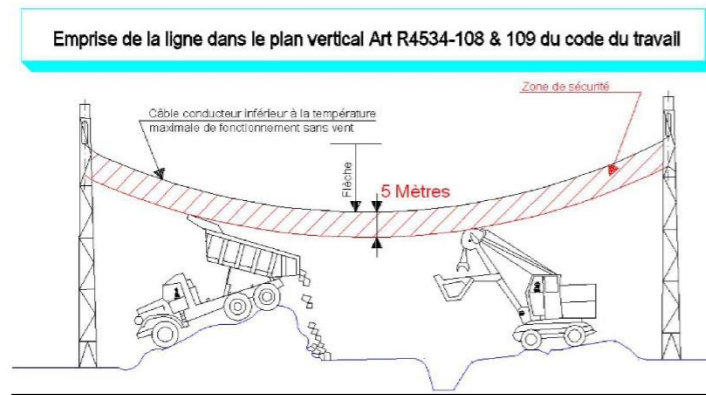 Emprise de la ligne dans le plan vertical Art R4534-108 & 109 du code du travail
Zone de sécurité
Câble conducteur inférieur à la température
maximale de fonctionnement sans vent
Flèche
5 Mètres